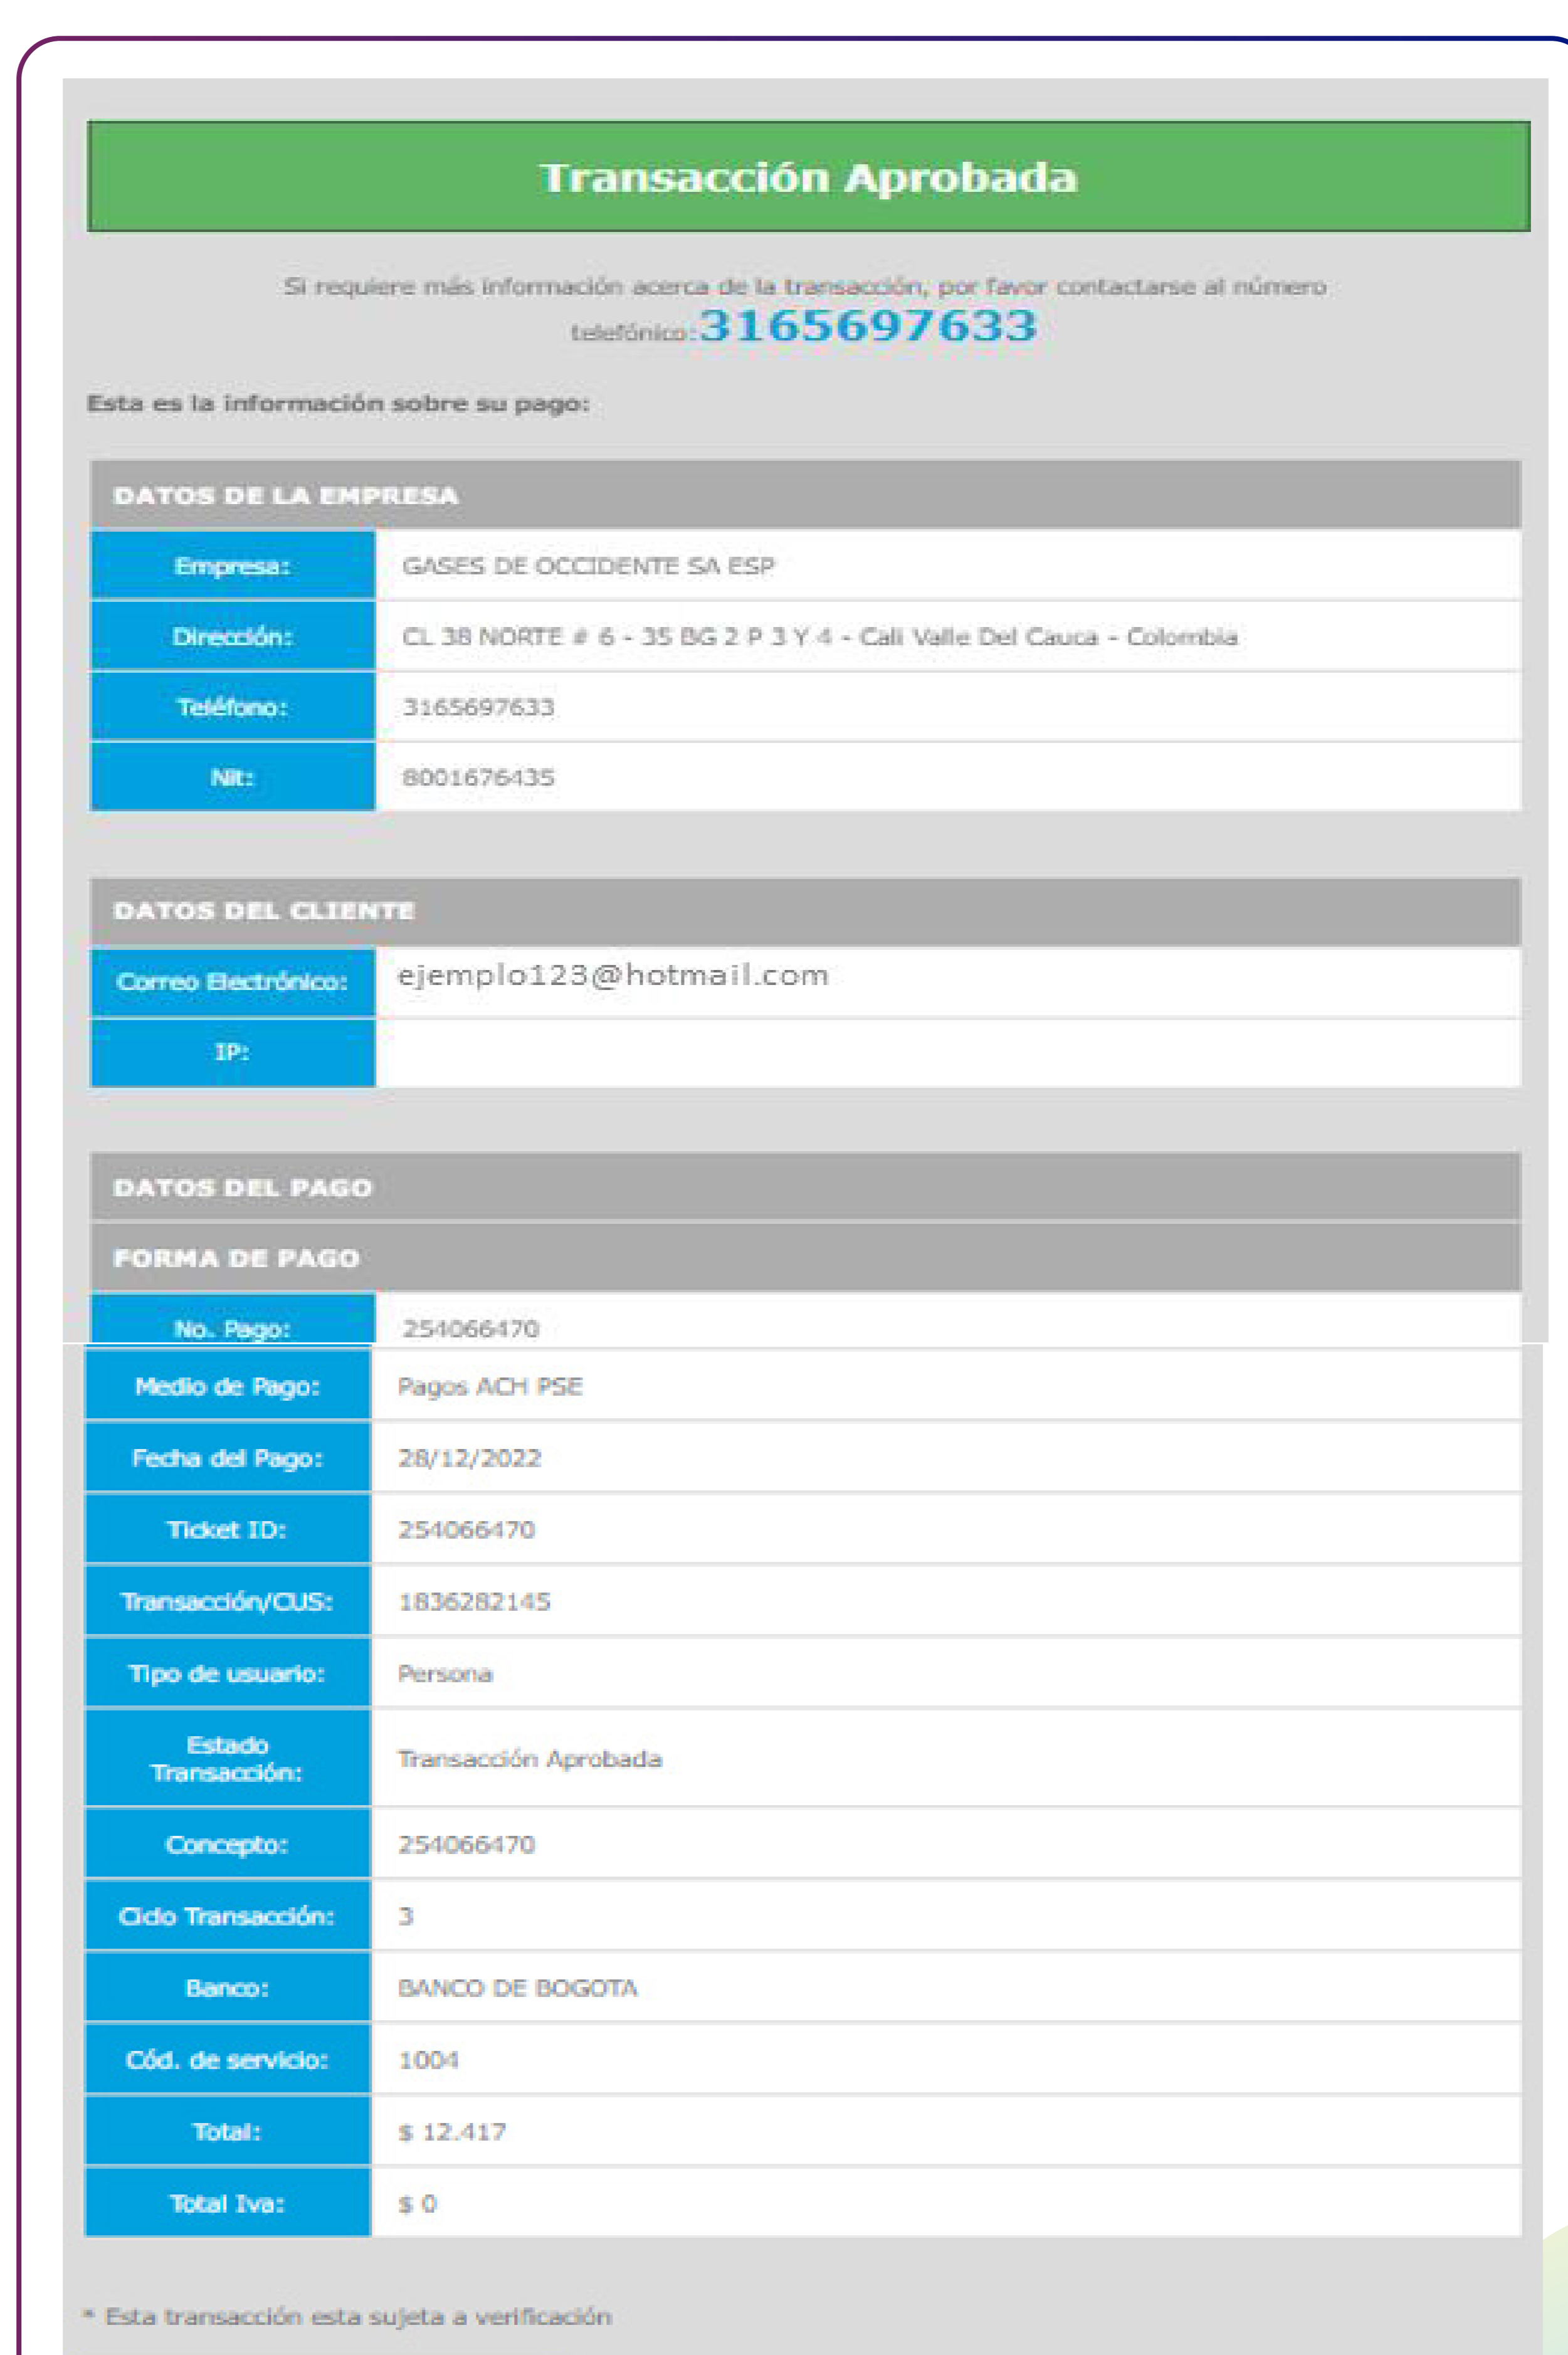 Transacción Aprobada
Si requiere más información acerca de la transacción, por favor contactarse al número
telefónico:3165697633
Esta es la información sobre su pago:
DATOS DE LA EMPRESA
Empresa: GASES DE OCCIDENTE SA ESP
Dirección: CL 38 NORTE # 6 - 35 BG 2 P 3 Y 4 - Cali Valle Del Cauca - Colombia
Teléfono: 3165697633
Nit: 8001676435
DATOS DEL CLIENTE
Correo Electrónico: ejemplo123@hotmail.com
IP:
DATOS DEL PAGO
FORMA DE PAGO
No. Pago: 254066470
Medio de Pago: Pagos ACH PSE
Fecha del Pago: 28/12/2022
Ticket ID: 254066470
Transacción/CUS: 1836282145
Tipo de usuario: Persona
Estado
Transacción: Transacción Aprobada
Concepto: 254066470
Ciclo Transacción: 3
Banco: BANCO DE BOGOTA
Cód. de servicio: 1004
Total: $ 12.417
Total Iva: $ 0
* Esta transacción esta sujeta a verificación